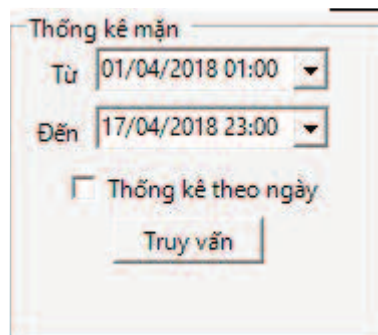 Thống kê mặn
Từ 01/04/2018 01:00
Đến 17/04/2018 23:00
Thống kê theo ngày
Truy vấn